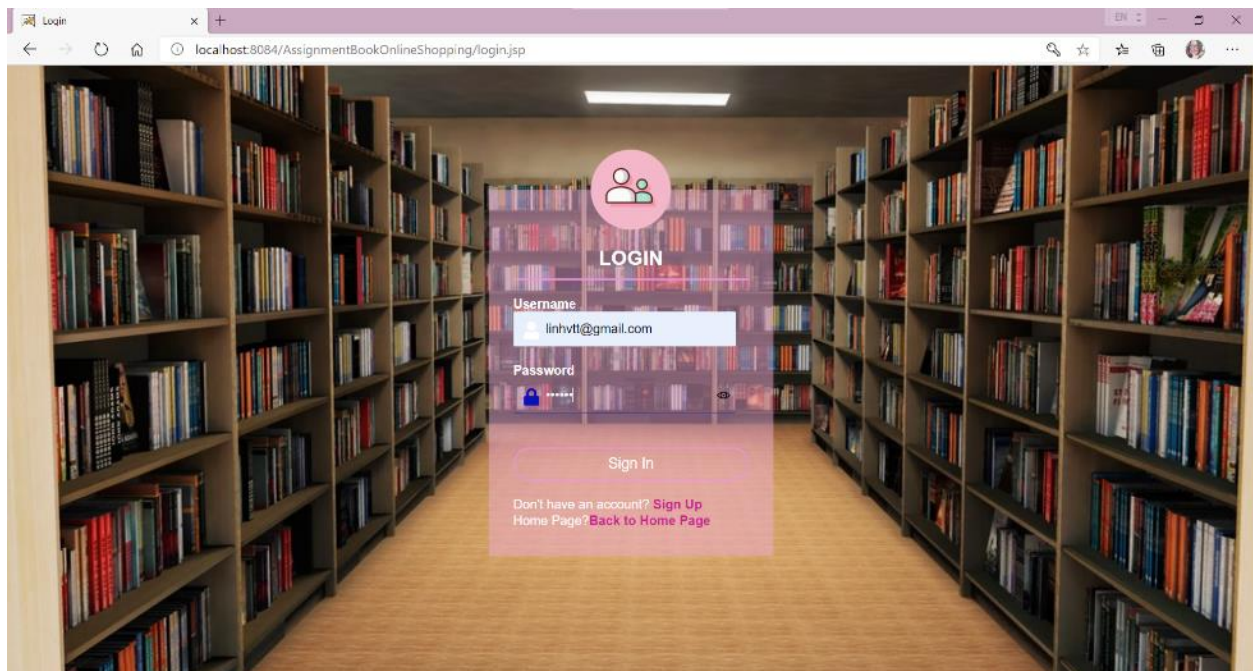 Login
EN
localhost:8084/AssignmentBookOnlineShopping/login.jsp
LOGIN
Username
linhvtt@gmail.com
Password
••••••
Sign In
Don't have an account? Sign Up
Home Page?Back to Home Page